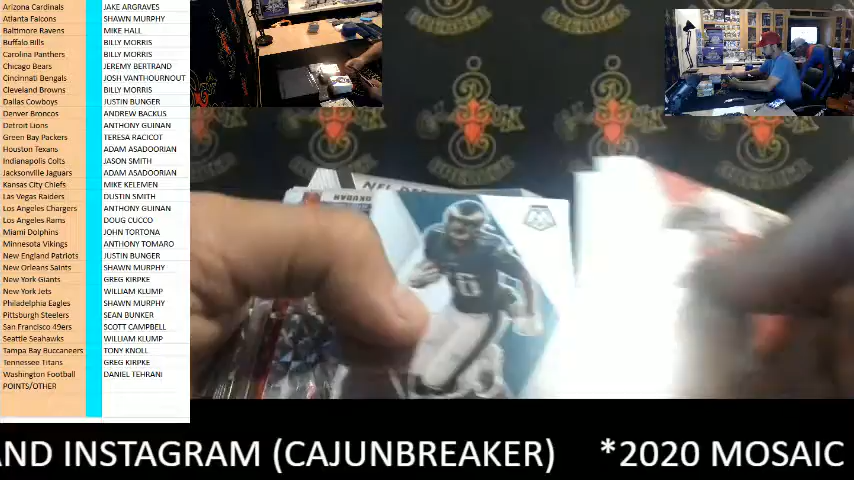 Arizona Cardinals JAKE ARGRAVES
Atlanta Falcons SHAWN MURPHY
Baltimore Ravens MIKE HALL
Buffalo Bills BILLY MORRIS
Carolina Panthers BILLY MORRIS
Chicago Bears JEREMY BERTRAND
Cincinnati Bengals JOSH VANTHOURNOUT
Cleveland Browns BILLY MORRIS
Dallas Cowboys JUSTIN BUNGER
Denver Broncos ANDREW BACKUS
Detroit Lions ANTHONY GUINAN
Green Bay Packers TERESA RACICOT
Houston Texans ADAM ASADOORIAN
Indianapolis Colts JASON SMITH
Jacksonville Jaguars ADAM ASADOORIAN
Kansas City Chiefs MIKE KELEMEN
Las Vegas Raiders DUSTIN SMITH
Los Angeles Chargers ANTHONY GUINAN
Los Angeles Rams DOUG CUCCO
Miami Dolphins JOHN TORTONA
Minnesota Vikings ANTHONY TOMARO
New England Patriots JUSTIN BUNGER
New Orleans Saints SHAWN MURPHY
New York Giants GREG KIRPKE
New York Jets WILLIAM KLUMP
Philadelphia Eagles SHAWN MURPHY
Pittsburgh Steelers SEAN BUNKER
San Francisco 49ers SCOTT CAMPBELL
Seattle Seahawks WILLIAM KLUMP
Tampa Bay Buccaneers TONY KNOLL
Tennessee Titans GREG KIRPKE
Washington Football DANIEL TEHRANI
POINTS/OTHER
AND INSTAGRAM (CAJUNBREAKER) *2020 MOSAIC